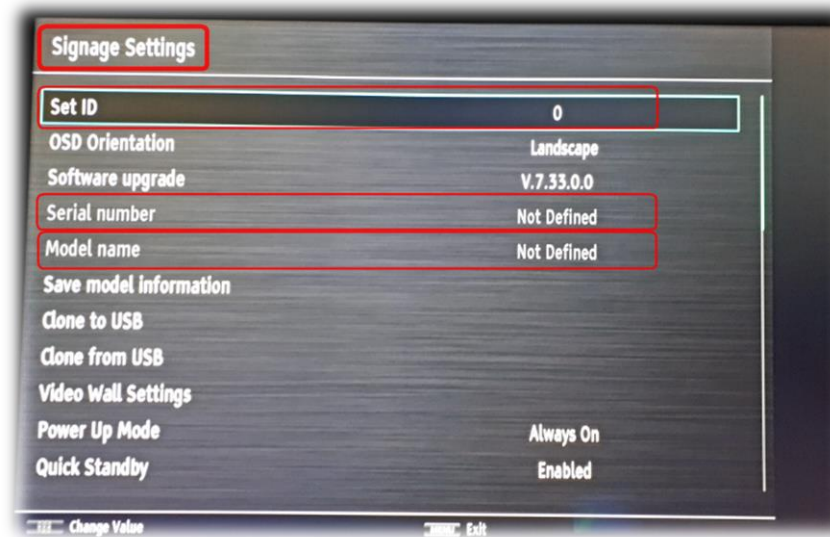 Signage Settings
Set ID 0
OSD Orientation Landscape
Software upgrade V.7.33.0.0
Serial number Not Defined
Model name Not Defined
Save model information
Clone to USB
Clone from USB
Video Wall Settings
Power Up Mode Always On
Quick Standby Enabled
Change Value MENU Exit